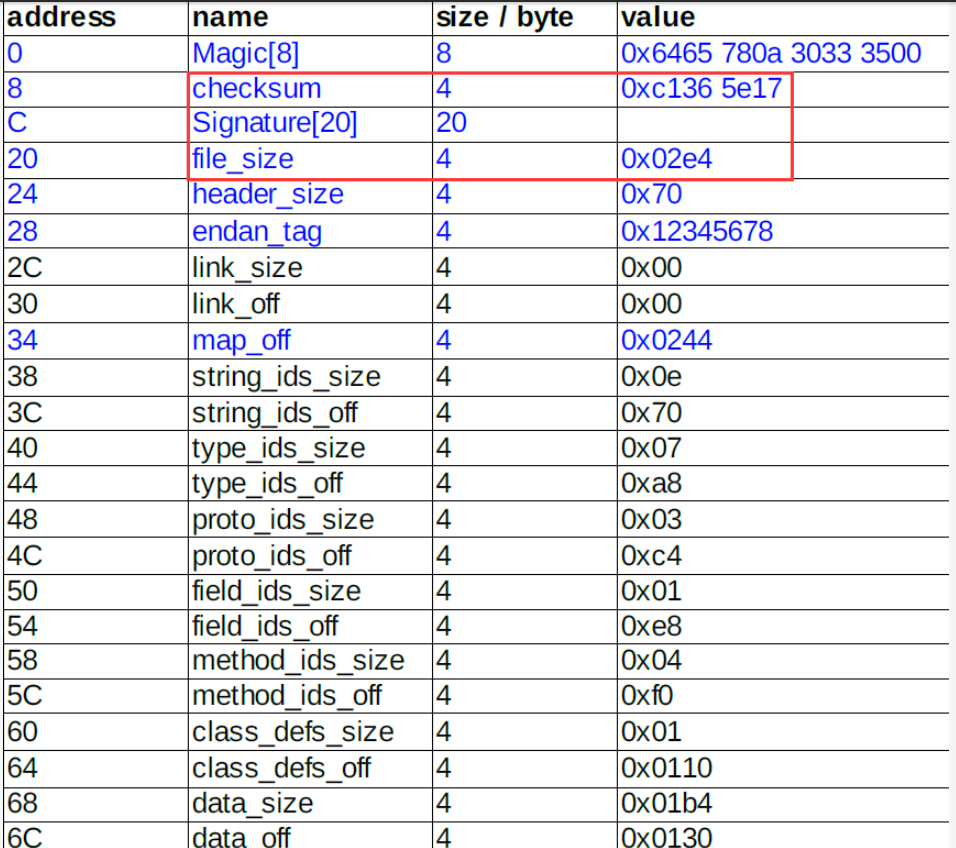 address name size / byte value
0 Magic[8] 8 0x6465 780a 3033 3500
8 checksum 4 0xc136 5e17
C Signature[20] 20
20 file_size 4 0x02e4
24 header_size 4 0x70
28 endan_tag 4 0x12345678
2C link_size 4 0x00
30 link_off 4 0x00
34 map_off 4 0x0244
38 string_ids_size 4 0x0e
3C string_ids_off 4 0x70
40 type_ids_size 4 0x07
44 type_ids_off 4 0xa8
48 proto_ids_size 4 0x03
4C proto_ids_off 4 0xc4
50 field_ids_size 4 0x01
54 field_ids_off 4 0xe8
58 method_ids_size 4 0x04
5C method_ids_off 4 0xf0
60 class_defs_size 4 0x01
64 class_defs_off 4 0x0110
68 data_size 4 0x01b4
6C data_off 4 0x0130